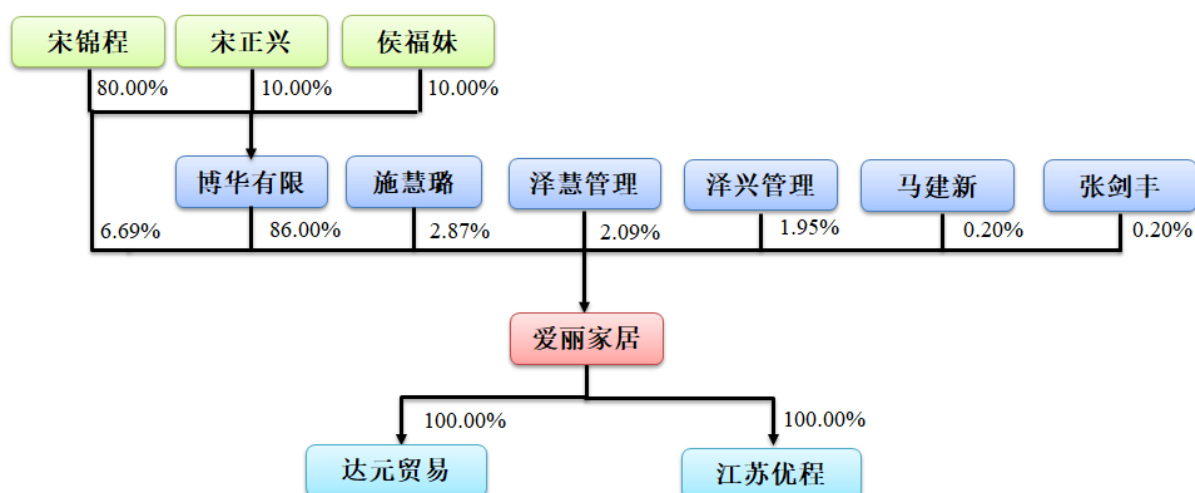 宋锦程 宋正兴 侯福妹
80.00% 10.00% 10.00%
博华有限 施慧璐 泽慧管理 泽兴管理 马建新 张剑丰
6.69% 86.00% 2.87% 2.09% 1.95% 0.20% 0.20%
爱丽家居
100.00% 100.00%
达元贸易 江苏优程